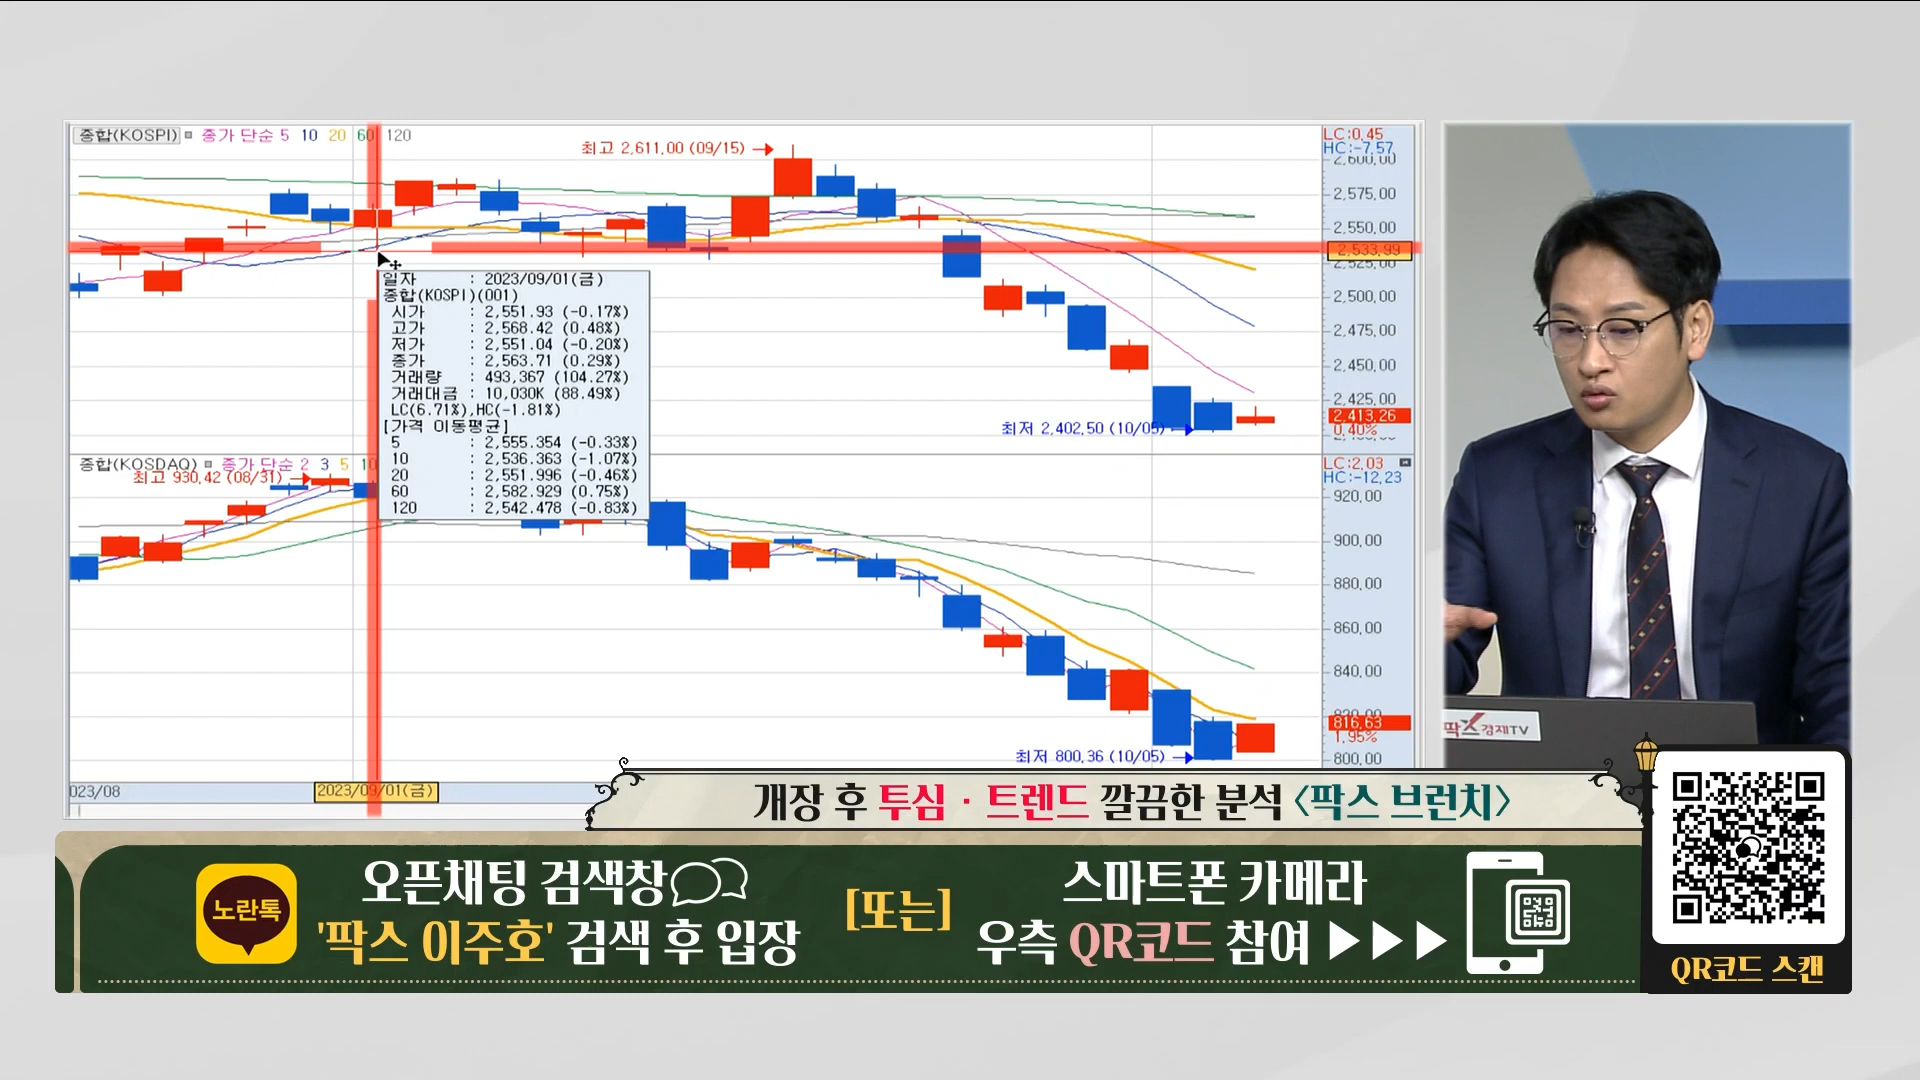 종합(KOSPI) 종가 단순 5 10 20 60 120
최고 2,611.00 (09/15)
LC:0.45
HC:-7.57
2,600.00
2,575.00
2,550.00
2,533.99
2,525.00
2,500.00
2,475.00
2,450.00
2,425.00
2,413.26
0.40%
최저 2,402.50 (10/05)
일자 : 2023/09/01(금)
종합(KOSPI)(001)
시가 : 2,551.93 (-0.17%)
고가 : 2,568.42 (0.48%)
저가 : 2,551.04 (-0.20%)
종가 : 2,563.71 (0.29%)
거래량 : 493,367 (104.27%)
거래대금 : 10,030K (88.49%)
LC(6.71%),HC(-1.81%)
[가격 이동평균]
5 : 2,555.354 (-0.33%)
10 : 2,536.363 (-1.07%)
20 : 2,551.996 (-0.46%)
60 : 2,582.929 (0.75%)
120 : 2,542.478 (-0.83%)
종합(KOSDAQ) 종가 단순 2 3 5 10
최고 930.42 (08/31)
LC:2.03
HC:-12.23
920.00
900.00
880.00
860.00
840.00
820.00
816.63
1.95%
800.00
최저 800.36 (10/05)
023/08
2023/09/01(금)
팍스경제TV
개장 후 투심·트렌드 깔끔한 분석 〈팍스 브런치〉
노란톡
오픈채팅 검색창
'팍스 이주호' 검색 후 입장
[또는]
스마트폰 카메라
우측 QR코드 참여 ▶▶▶
QR코드 스캔